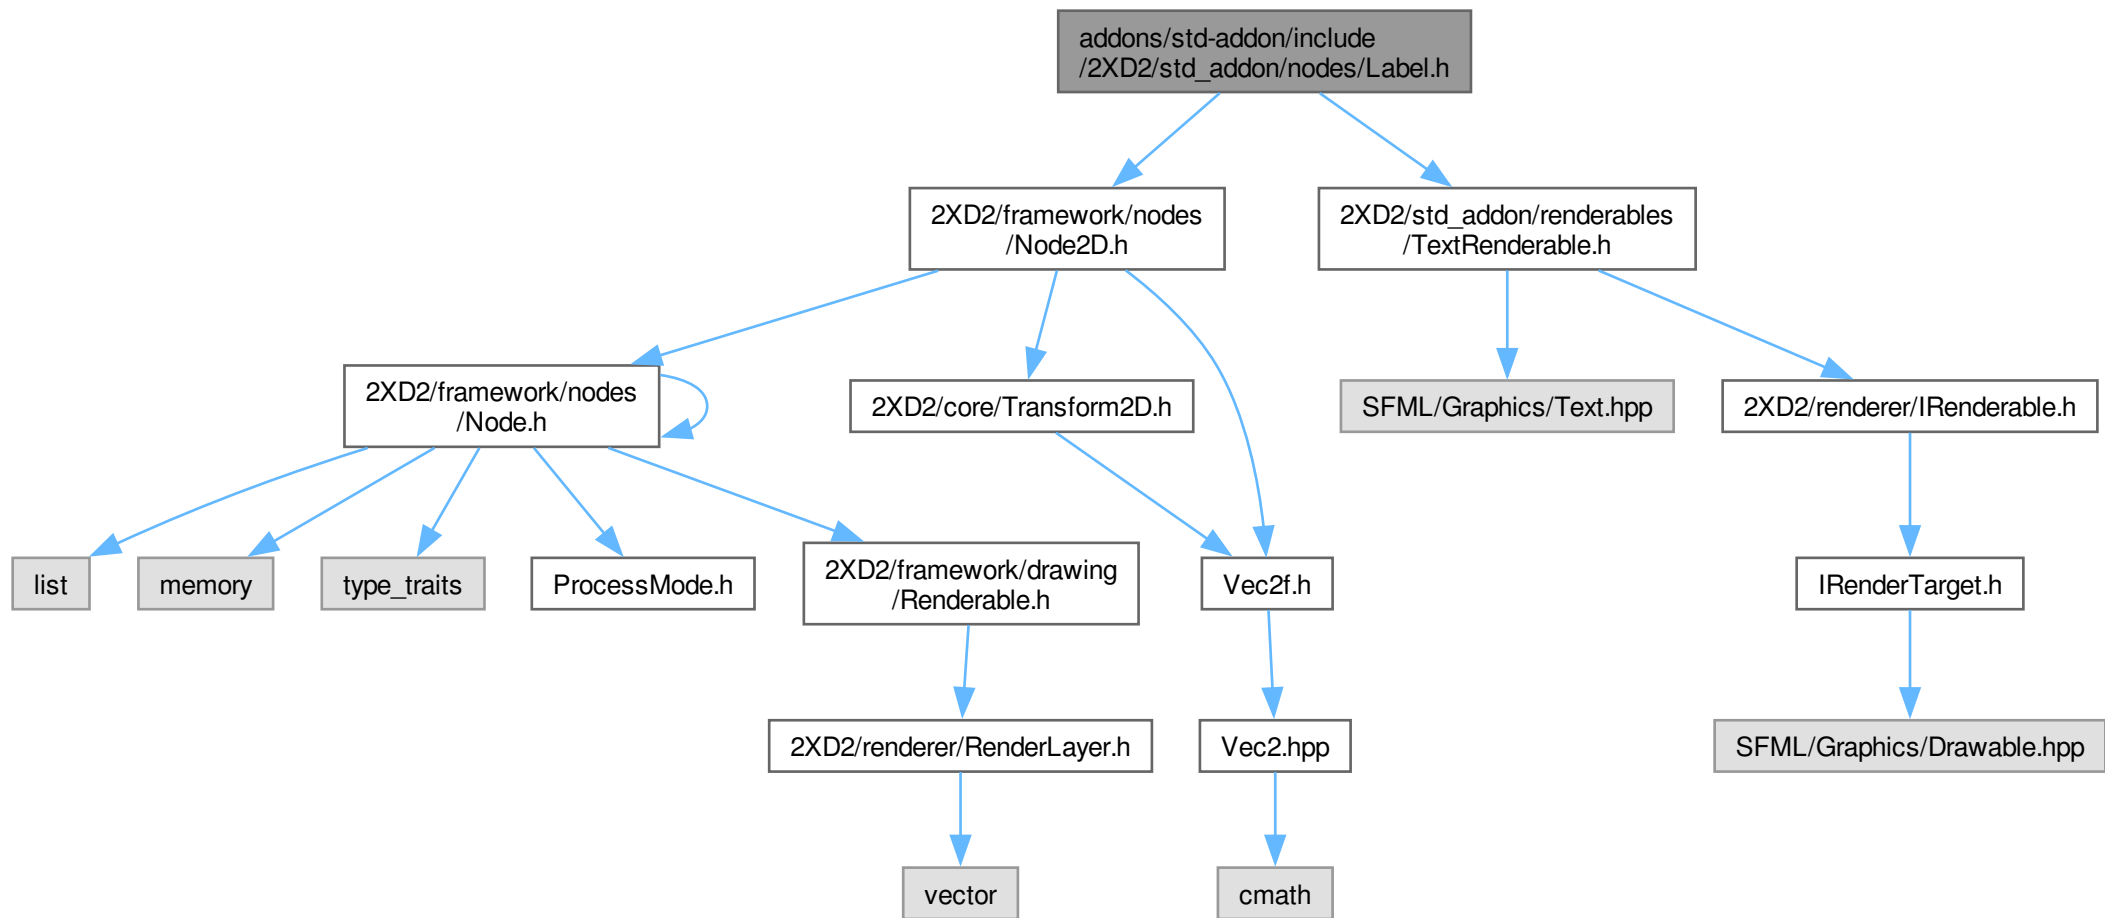 addons/std-addon/include
/2XD2/std_addon/nodes/Label.h
2XD2/framework/nodes
/Node2D.h
2XD2/std_addon/renderables
/TextRenderable.h
2XD2/framework/nodes
/Node.h
2XD2/core/Transform2D.h
SFML/Graphics/Text.hpp
2XD2/renderer/IRenderable.h
list
memory
type_traits
ProcessMode.h
2XD2/framework/drawing
/Renderable.h
Vec2f.h
IRenderTarget.h
2XD2/renderer/RenderLayer.h
Vec2.hpp
SFML/Graphics/Drawable.hpp
vector
cmath